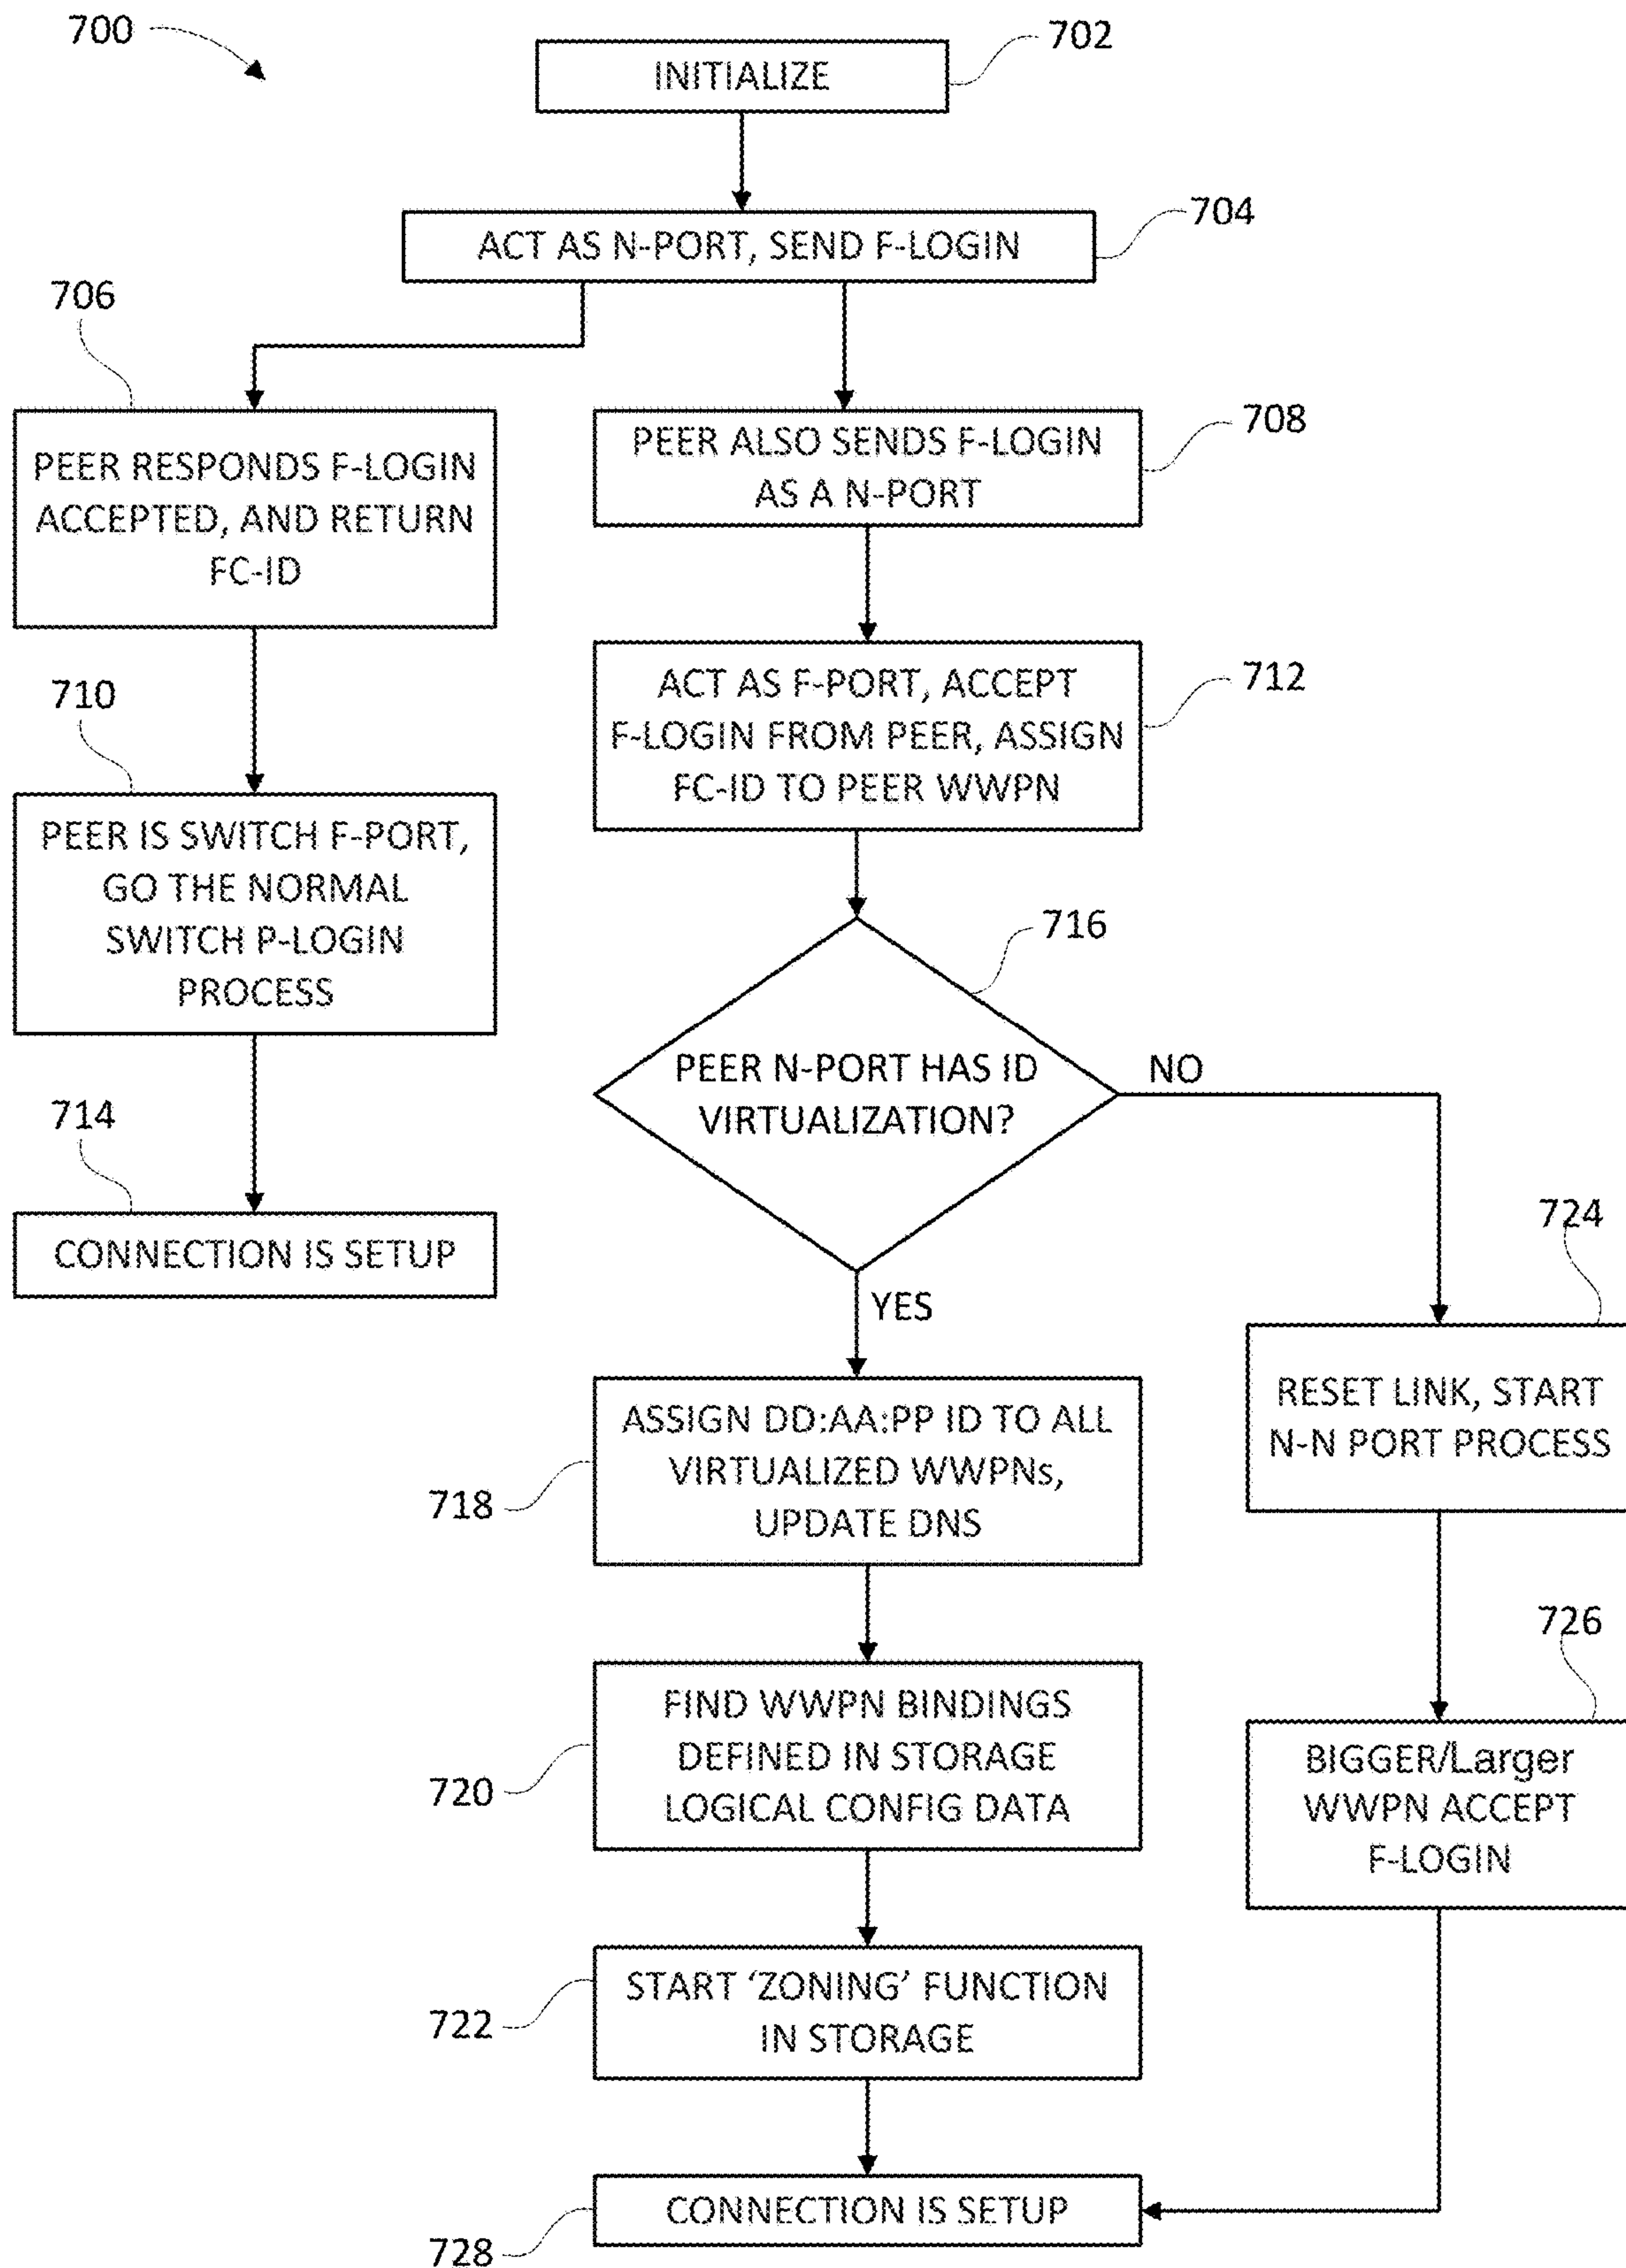 700
702
INITIALIZE
704
ACT AS N-PORT, SEND F-LOGIN
706
PEER RESPONDS F-LOGIN
ACCEPTED, AND RETURN
FC-ID
708
PEER ALSO SENDS F-LOGIN
AS A N-PORT
710
PEER IS SWITCH F-PORT,
GO THE NORMAL
SWITCH P-LOGIN
PROCESS
712
ACT AS F-PORT, ACCEPT
F-LOGIN FROM PEER, ASSIGN
FC-ID TO PEER WWPN
714
CONNECTION IS SETUP
716
PEER N-PORT HAS ID
VIRTUALIZATION?
NO
YES
718
ASSIGN DD:AA:PP ID TO ALL
VIRTUALIZED WWPNs,
UPDATE DNS
724
RESET LINK, START
N-N PORT PROCESS
720
FIND WWPN BINDINGS
DEFINED IN STORAGE
LOGICAL CONFIG DATA
726
BIGGER/Larger
WWPN ACCEPT
F-LOGIN
722
START ‘ZONING’ FUNCTION
IN STORAGE
728
CONNECTION IS SETUP